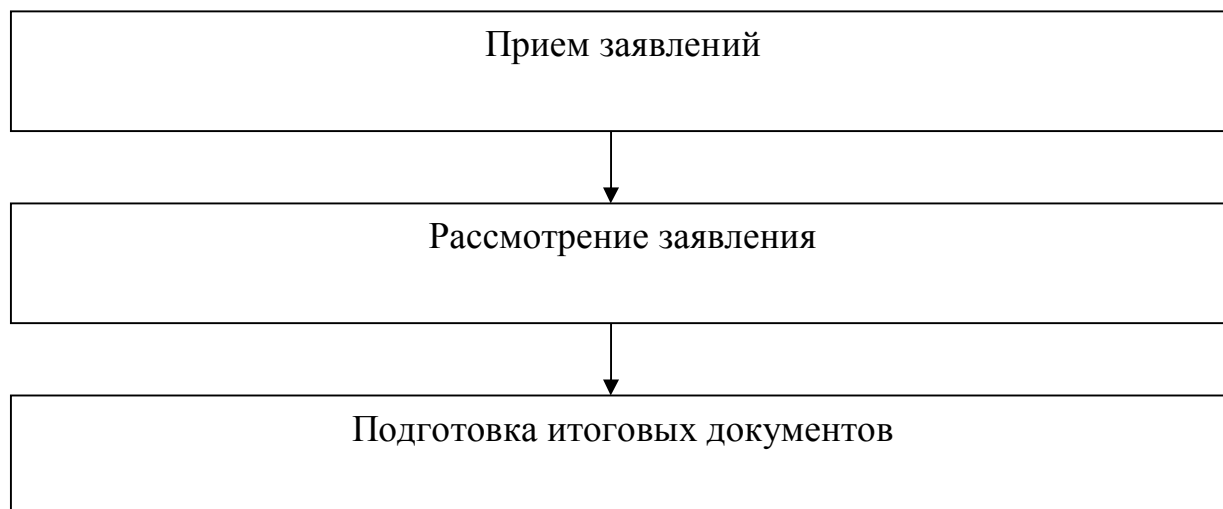 Прием заявлений
Рассмотрение заявления
Подготовка итоговых документов